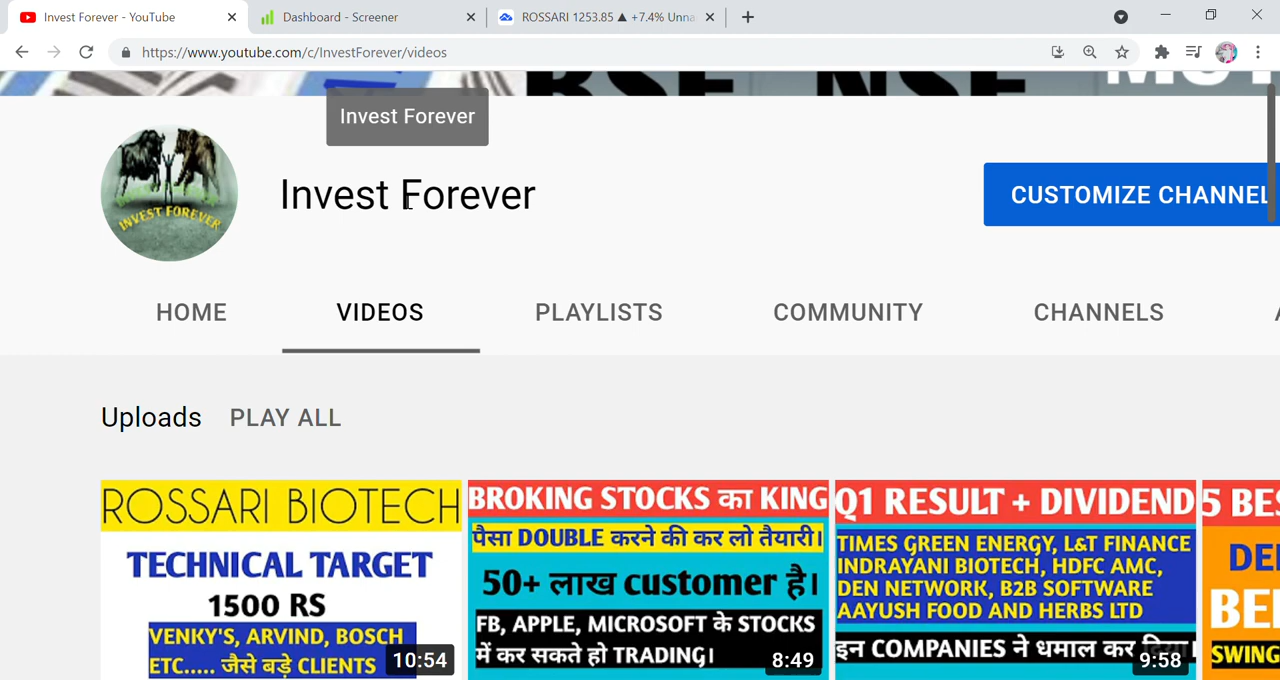 Invest Forever - YouTube
Dashboard - Screener
ROSSARI 1253.85 ▲ +7.4% Unna
https://www.youtube.com/c/InvestForever/videos
BSE NSE
Invest Forever
INVEST FOREVER
Invest Forever
CUSTOMIZE CHANNEL
HOME
VIDEOS
PLAYLISTS
COMMUNITY
CHANNELS
Uploads
PLAY ALL
ROSSARI BIOTECH
TECHNICAL TARGET
1500 RS
VENKY'S, ARVIND, BOSCH
ETC..... जैसे बड़े CLIENTS
10:54
BROKING STOCKS का KING
पैसा DOUBLE करने की कर लो तैयारी।
50+ लाख customer है।
FB, APPLE, MICROSOFT के STOCKS
में कर सकते हो TRADING।
8:49
Q1 RESULT + DIVIDEND
TIMES GREEN ENERGY, L&T FINANCE
INDRAYANI BIOTECH, HDFC AMC,
DEN NETWORK, B2B SOFTWARE
AAYUSH FOOD AND HERBS LTD
इन COMPANIES ने धमाल कर दिया।
9:58
5 BES
DE
BE
SWING